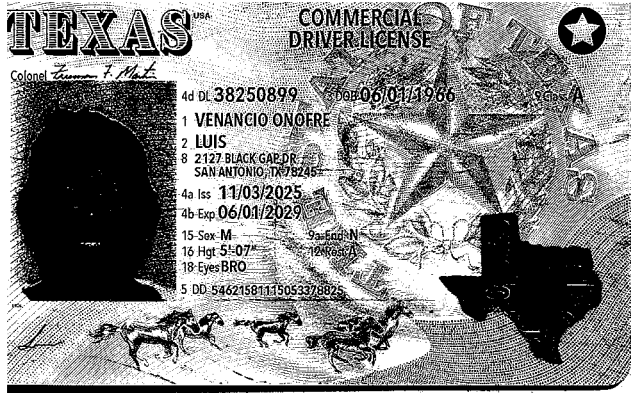 TEXAS USA
COMMERCIAL
DRIVER LICENSE
Colonel
4d DL 38250899 DOB 06/01/1966 9 Class A
1 VENANCIO ONOFRE
2 LUIS
8 2127 BLACK GAP DR
SAN ANTONIO, TX 78245
4a Iss 11/03/2025
4b Exp 06/01/2029
15 Sex M 9a End N
16 Hgt 5'-07" 12 Rest A
18 Eyes BRO
5 DD 54621581115053378825